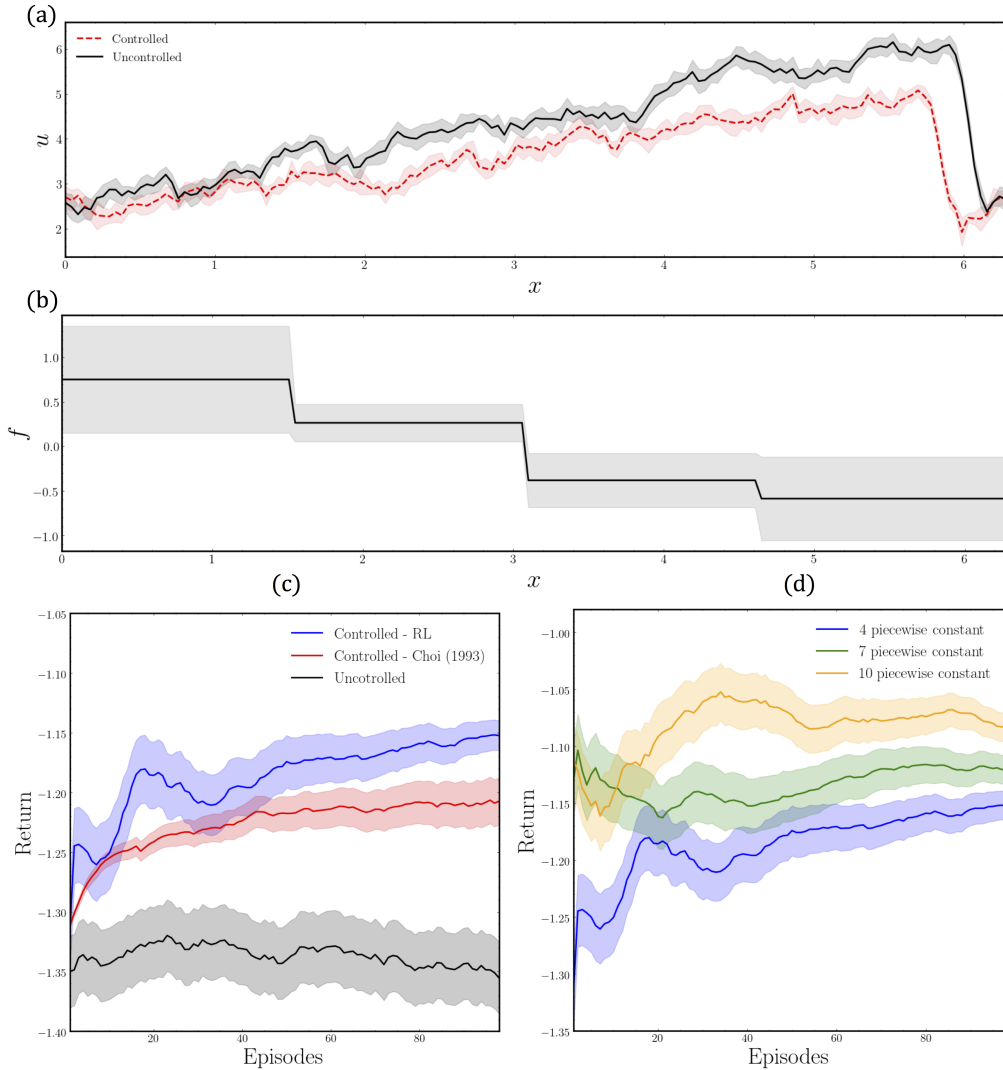 (a)
Controlled
Uncontrolled
6
5
4
3
2
u
0 1 2 3 4 5 6
x
(b)
1.0
0.5
0.0
−0.5
−1.0
f
0 1 2 3 4 5 6
x
(c)
−1.05
−1.10
−1.15
−1.20
−1.25
−1.30
−1.35
−1.40
Return
Controlled - RL
Controlled - Choi (1993)
Uncotrolled
20 40 60 80
Episodes
(d)
−1.00
−1.05
−1.10
−1.15
−1.20
−1.25
−1.30
−1.35
Return
4 piecewise constant
7 piecewise constant
10 piecewise constant
20 40 60 80
Episodes